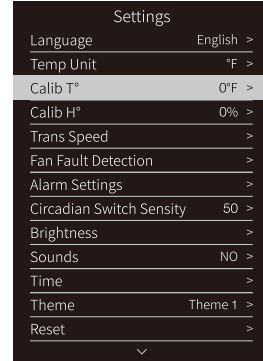 Settings
Language English >
Temp Unit °F >
Calib T° 0°F >
Calib H° 0% >
Trans Speed >
Fan Fault Detection >
Alarm Settings >
Circadian Switch Sensity 50 >
Brightness >
Sounds NO >
Time >
Theme Theme 1 >
Reset >